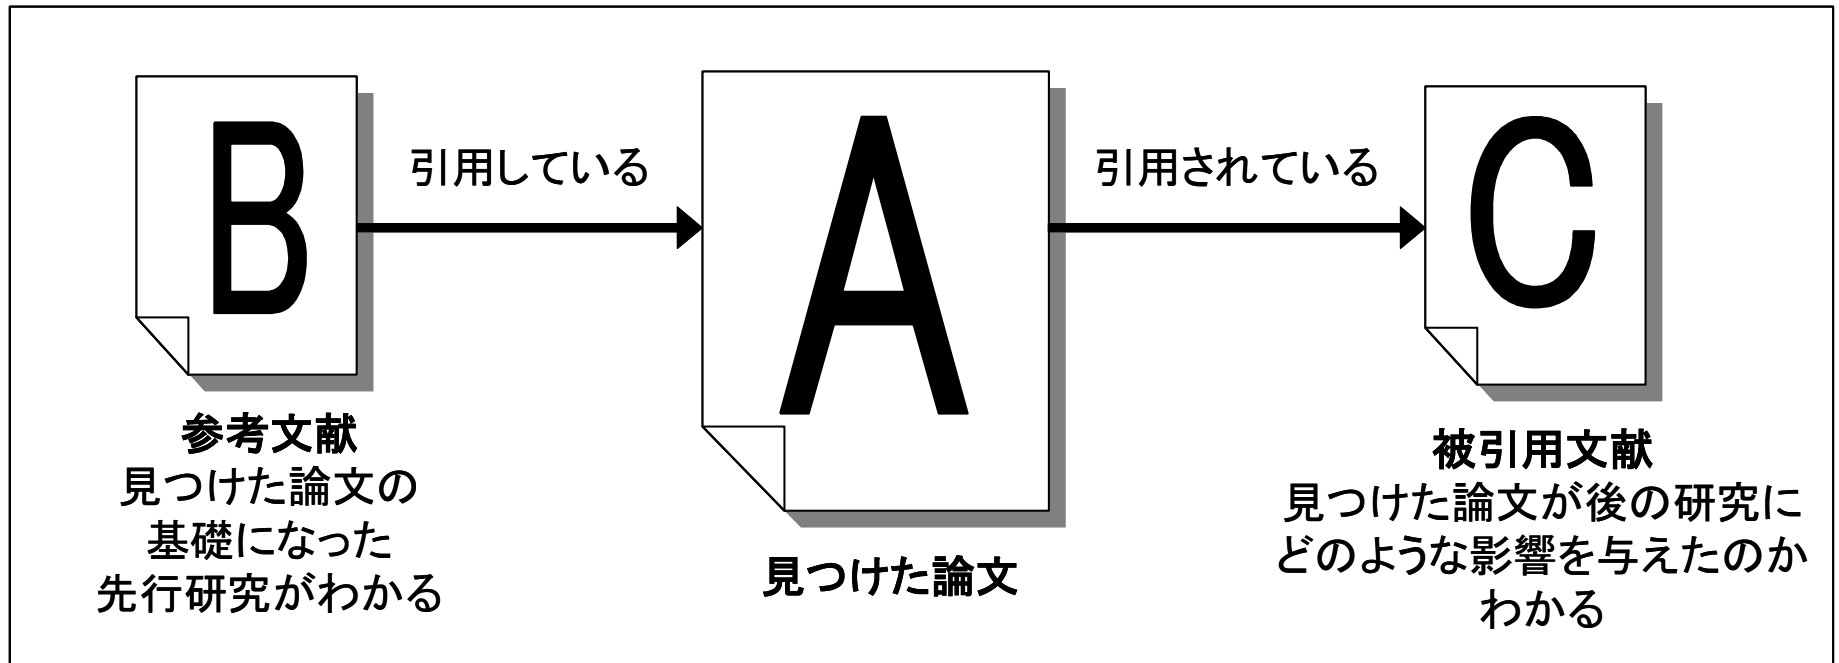 B
引用している
A
引用されている
C
参考文献
見つけた論文の
基礎になった
先行研究がわかる
見つけた論文
被引用文献
見つけた論文が後の研究に
どのような影響を与えたのか
わかる